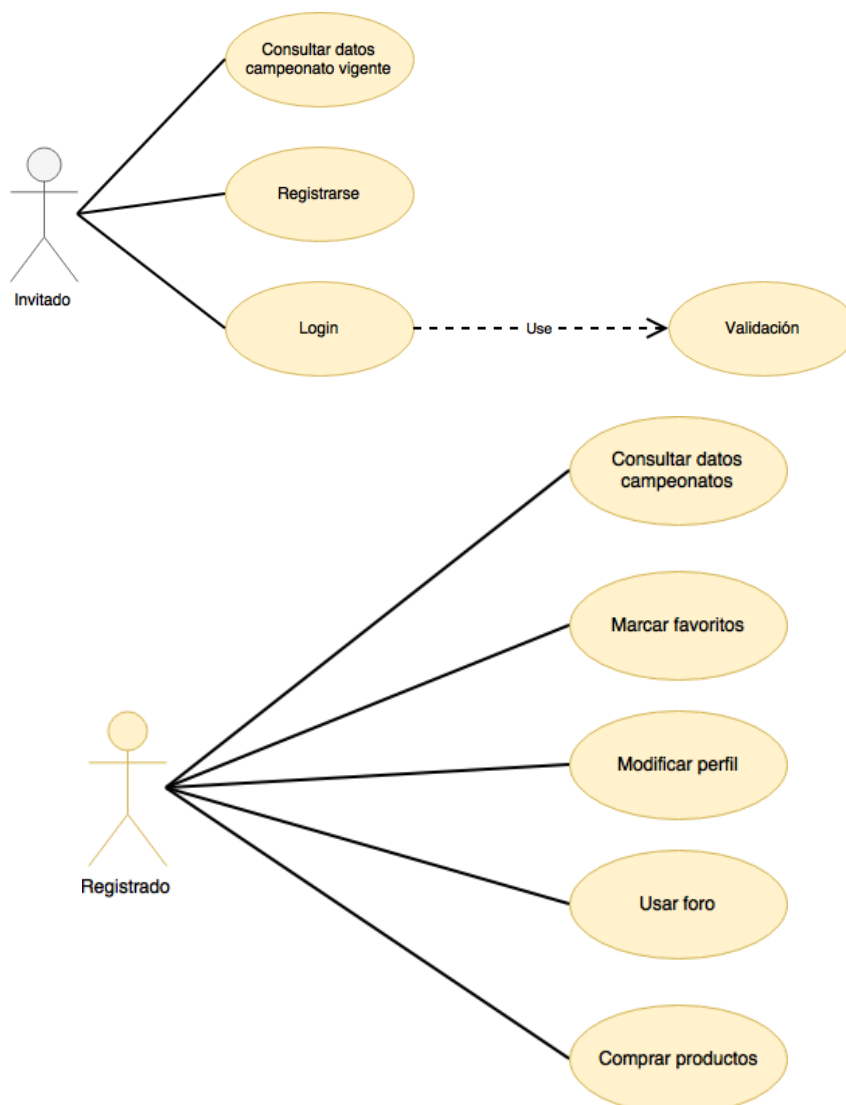 Consultar datos
campeonato vigente
Registrarse
Invitado
Login
Use
Validación
Consultar datos
campeonatos
Marcar favoritos
Modificar perfil
Registrado
Usar foro
Comprar productos